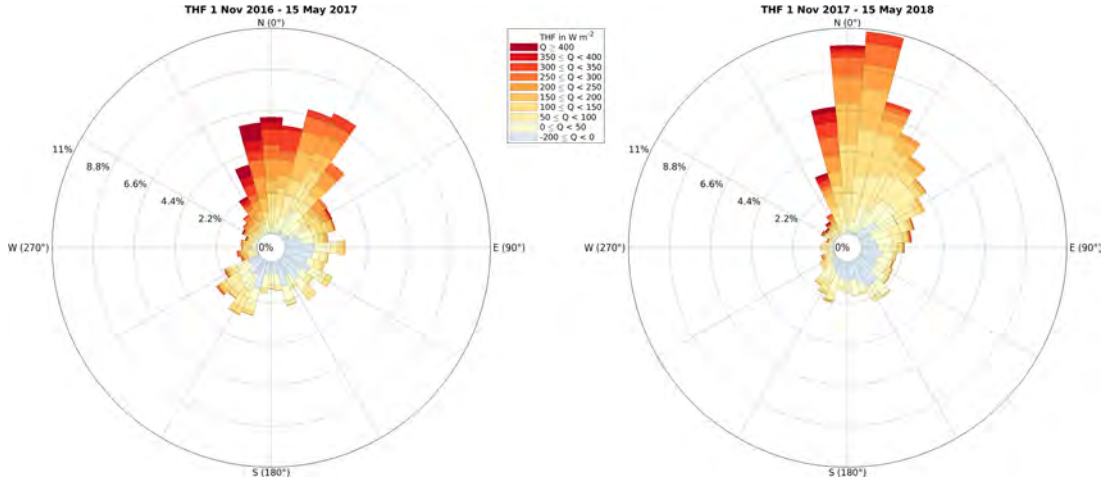 THF 1 Nov 2016 - 15 May 2017
N (0°)
11%
8.8%
6.6%
4.4%
2.2%
0%
W (270°)
E (90°)
S (180°)
THF in W m-2
Q ≥ 400
350 ≤ Q < 400
300 ≤ Q < 350
250 ≤ Q < 300
200 ≤ Q < 250
150 ≤ Q < 200
100 ≤ Q < 150
50 ≤ Q < 100
0 ≤ Q < 50
-200 ≤ Q < 0
THF 1 Nov 2017 - 15 May 2018
N (0°)
11%
8.8%
6.6%
4.4%
2.2%
0%
W (270°)
E (90°)
S (180°)